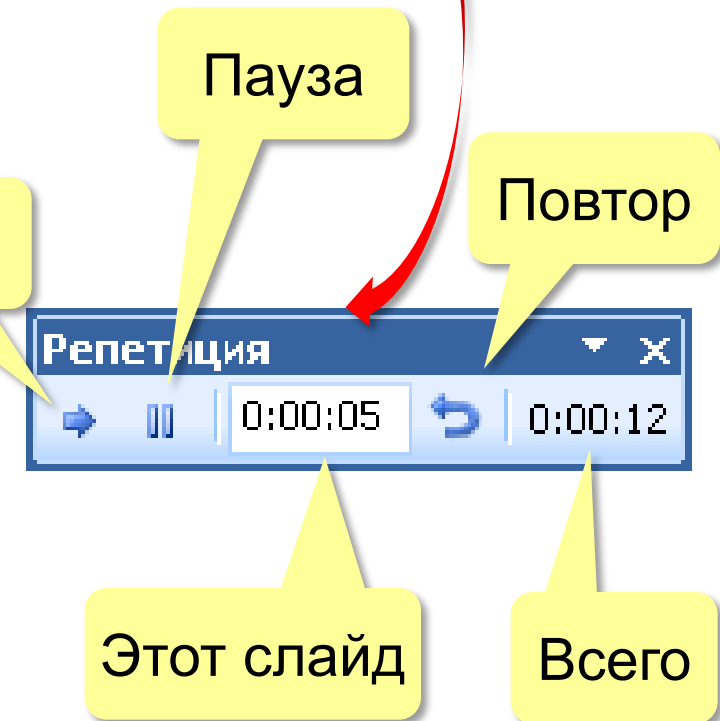 Пауза
Повтор
Репетиция
0:00:05
0:00:12
Этот слайд
Всего